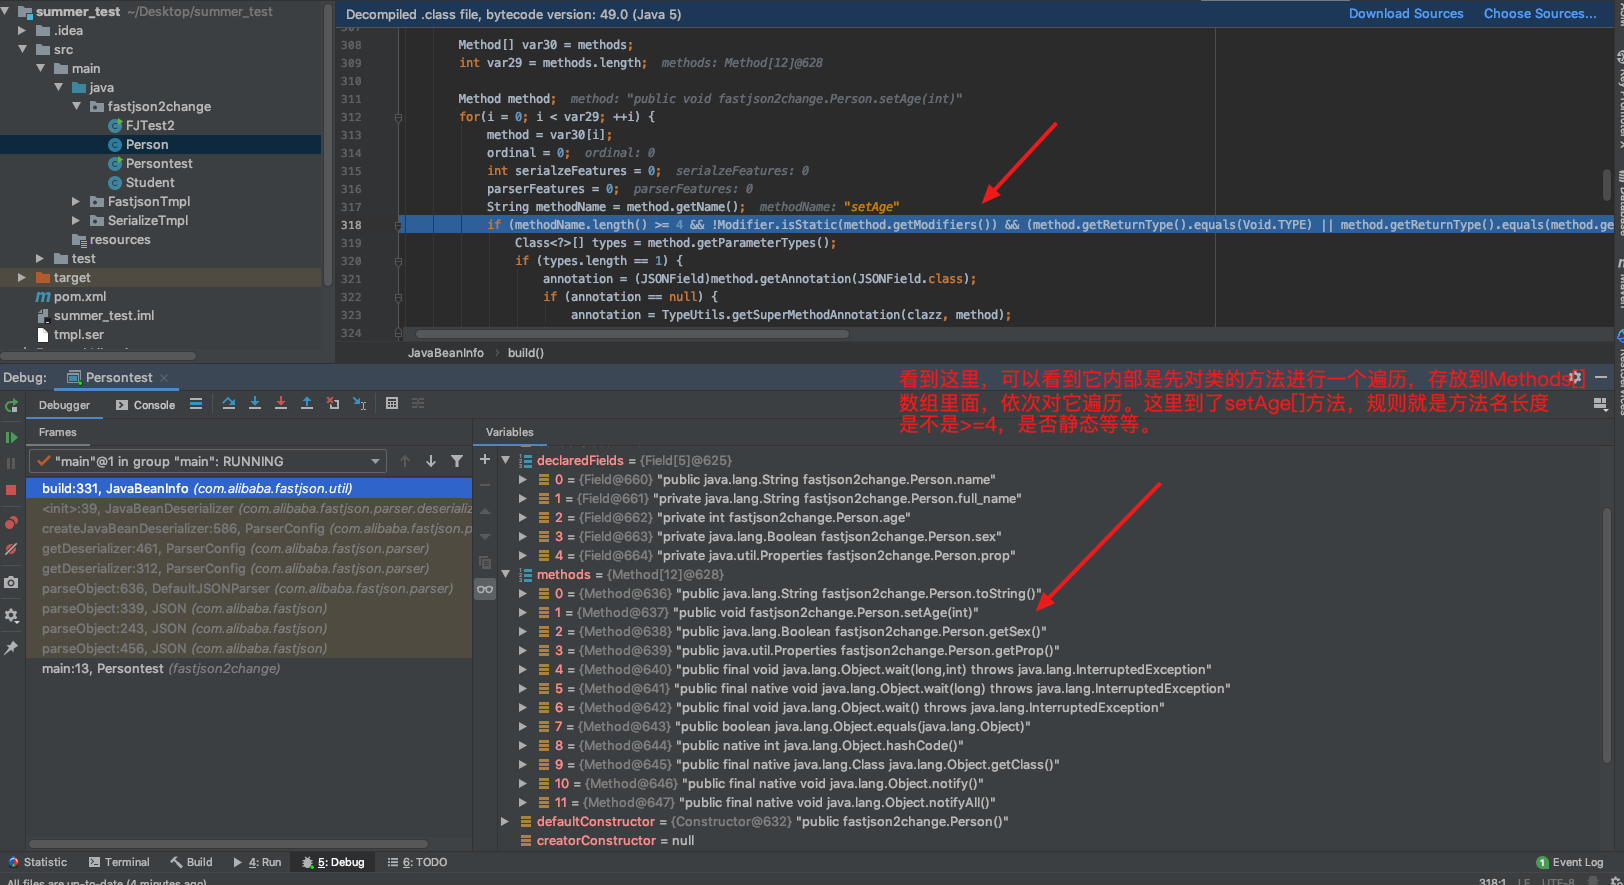 summer_test ~/Desktop/summer_test
.idea
src
main
java
fastjson2change
FJTest2
Person
Persontest
Student
FastjsonTmpl
SerializeTmpl
resources
test
target
pom.xml
summer_test.iml
tmpl.ser
Decompiled .class file, bytecode version: 49.0 (Java 5) Download Sources Choose Sources...
308 Method[] var30 = methods;
309 int var29 = methods.length; methods: Method[12]@628
310
311 Method method; method: "public void fastjson2change.Person.setAge(int)"
312 for(i = 0; i < var29; ++i) {
313 method = var30[i];
314 ordinal = 0; ordinal: 0
315 int serialzeFeatures = 0; serialzeFeatures: 0
316 parserFeatures = 0; parserFeatures: 0
317 String methodName = method.getName(); methodName: "setAge"
318 if (methodName.length() >= 4 && !Modifier.isStatic(method.getModifiers()) && (method.getReturnType().equals(Void.TYPE) || method.getReturnType().equals(method.ge
319 Class<?>[] types = method.getParameterTypes();
320 if (types.length == 1) {
321 annotation = (JSONField)method.getAnnotation(JSONField.class);
322 if (annotation == null) {
323 annotation = TypeUtils.getSuperMethodAnnotation(clazz, method);
324
JavaBeanInfo › build()
Debug: Persontest
看到这里，可以看到它内部是先对类的方法进行一个遍历，存放到Methods[]
数组里面，依次对它遍历。这里到了setAge[]方法，规则就是方法名长度
是不是>=4，是否静态等等。
Debugger Console
Frames
Variables
"main"@1 in group "main": RUNNING
build:331, JavaBeanInfo (com.alibaba.fastjson.util)
<init>:39, JavaBeanDeserializer (com.alibaba.fastjson.parser.deserializ
createJavaBeanDeserializer:586, ParserConfig (com.alibaba.fastjson.p
getDeserializer:461, ParserConfig (com.alibaba.fastjson.parser)
getDeserializer:312, ParserConfig (com.alibaba.fastjson.parser)
parseObject:636, DefaultJSONParser (com.alibaba.fastjson.parser)
parseObject:339, JSON (com.alibaba.fastjson)
parseObject:243, JSON (com.alibaba.fastjson)
parseObject:456, JSON (com.alibaba.fastjson)
main:13, Persontest (fastjson2change)
declaredFields = {Field[5]@625}
0 = {Field@660} "public java.lang.String fastjson2change.Person.name"
1 = {Field@661} "private java.lang.String fastjson2change.Person.full_name"
2 = {Field@662} "private int fastjson2change.Person.age"
3 = {Field@663} "private java.lang.Boolean fastjson2change.Person.sex"
4 = {Field@664} "private java.util.Properties fastjson2change.Person.prop"
methods = {Method[12]@628}
0 = {Method@636} "public java.lang.String fastjson2change.Person.toString()"
1 = {Method@637} "public void fastjson2change.Person.setAge(int)"
2 = {Method@638} "public java.lang.Boolean fastjson2change.Person.getSex()"
3 = {Method@639} "public java.util.Properties fastjson2change.Person.getProp()"
4 = {Method@640} "public final void java.lang.Object.wait(long,int) throws java.lang.InterruptedException"
5 = {Method@641} "public final native void java.lang.Object.wait(long) throws java.lang.InterruptedException"
6 = {Method@642} "public final void java.lang.Object.wait() throws java.lang.InterruptedException"
7 = {Method@643} "public boolean java.lang.Object.equals(java.lang.Object)"
8 = {Method@644} "public native int java.lang.Object.hashCode()"
9 = {Method@645} "public final native java.lang.Class java.lang.Object.getClass()"
10 = {Method@646} "public final native void java.lang.Object.notify()"
11 = {Method@647} "public final native void java.lang.Object.notifyAll()"
defaultConstructor = {Constructor@632} "public fastjson2change.Person()"
creatorConstructor = null
Statistic Terminal Build 4: Run 5: Debug 6: TODO 1 Event Log
All files are up-to-date (4 minutes ago) 318:1 LF UTF-8